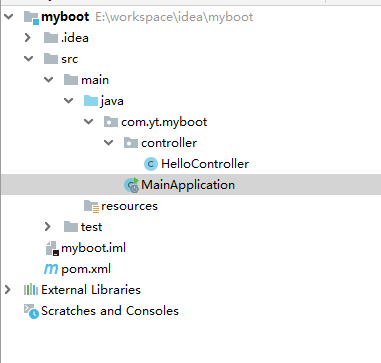 myboot E:\workspace\idea\myboot
.idea
src
main
java
com.yt.myboot
controller
HelloController
MainApplication
resources
test
myboot.iml
pom.xml
External Libraries
Scratches and Consoles